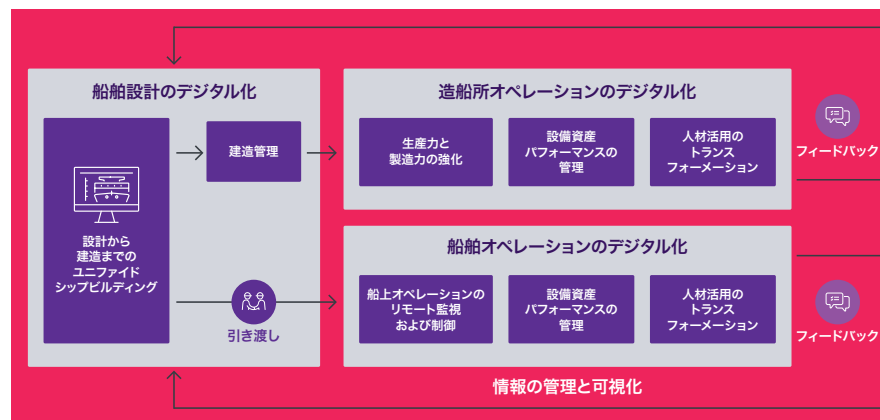 船舶設計のデジタル化
設計から
建造までの
ユニファイド
シップビルディング
建造管理
引き渡し
造船所オペレーションのデジタル化
生産力と
製造力の強化
設備資産
パフォーマンスの
管理
人材活用の
トランス
フォーメーション
フィードバック
船舶オペレーションのデジタル化
船上オペレーションの
リモート監視
および制御
設備資産
パフォーマンスの
管理
人材活用の
トランス
フォーメーション
フィードバック
情報の管理と可視化